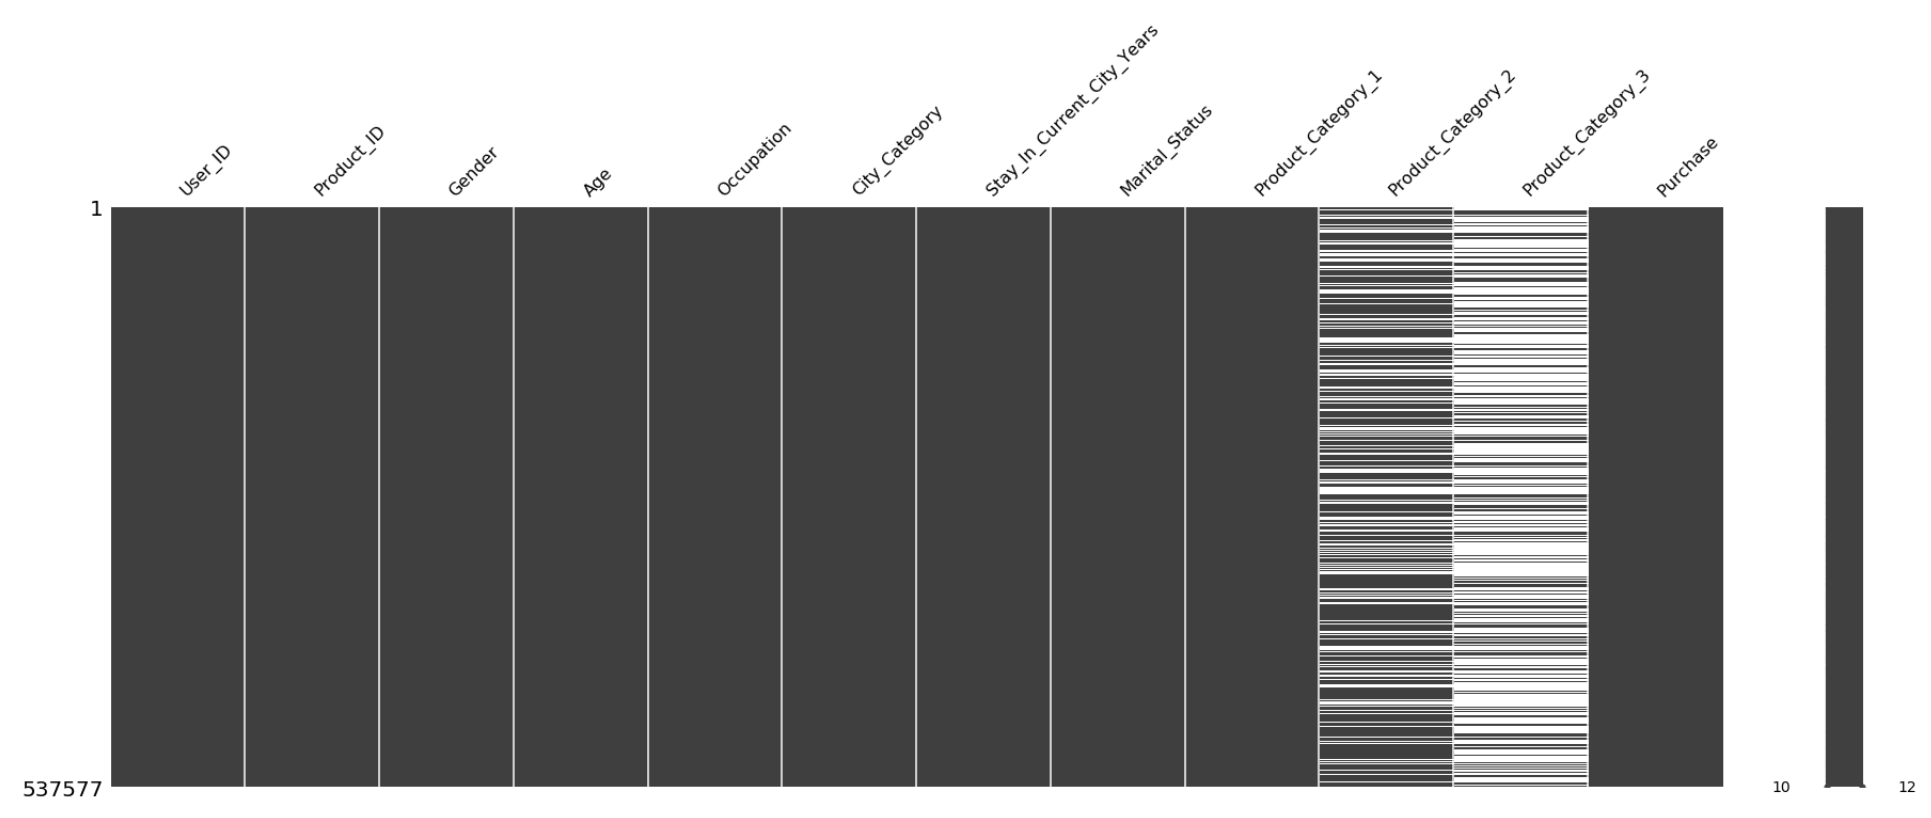 User_ID
Product_ID
Gender
Age
Occupation
City_Category
Stay_In_Current_City_Years
Marital_Status
Product_Category_1
Product_Category_2
Product_Category_3
Purchase
1
537577
10
12